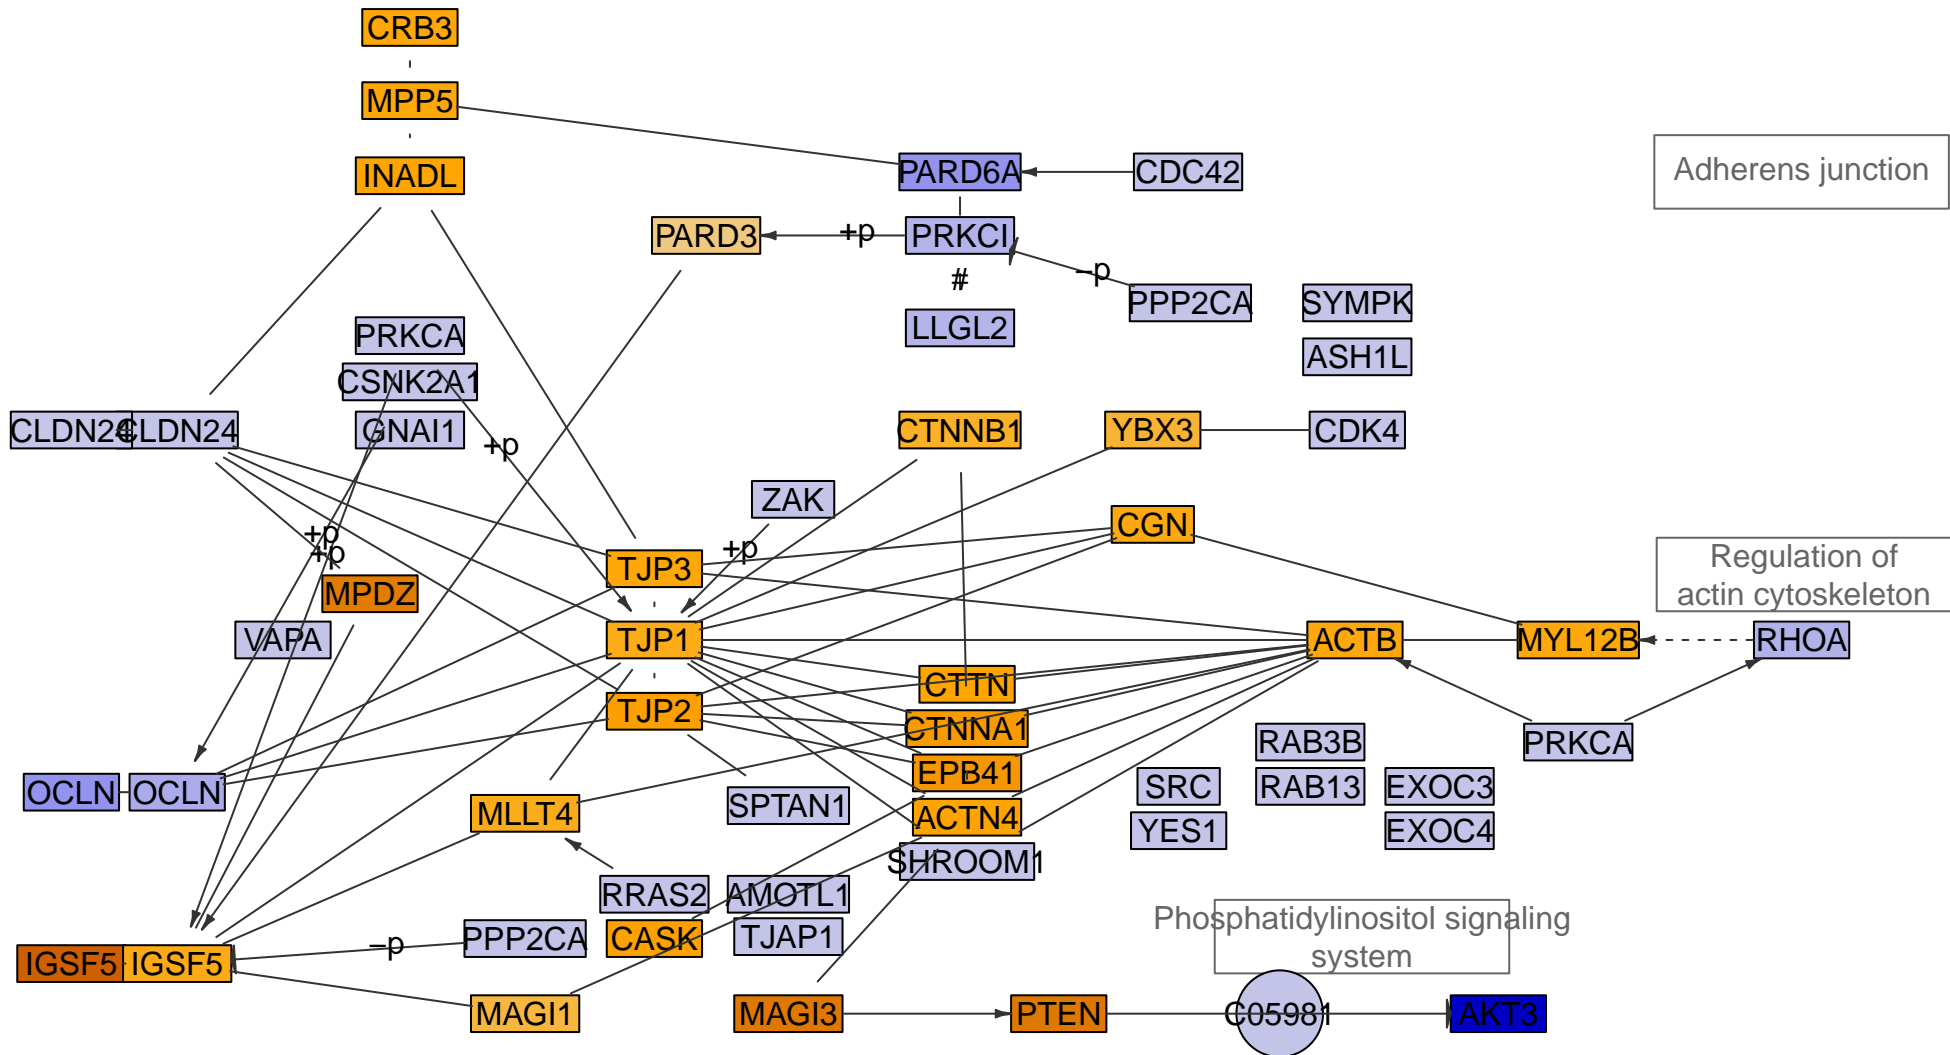 CRB3
MPP5
INADL
PARD6A
CDC42
Adherens junction
PARD3
+p
PRKCI
#
−p
PPP2CA
SYMPK
PRKCA
LLGL2
ASH1L
CSNK2A1
CLDN24
CLDN24
GNAI1
+p
CTNNB1
YBX3
CDK4
ZAK
CGN
+p
+p
+p
TJP3
Regulation of
actin cytoskeleton
MPDZ
VAPA
TJP1
ACTB
MYL12B
RHOA
CTTN
TJP2
CTNNA1
RAB3B
PRKCA
EPB41
OCLN
OCLN
SRC
RAB13
EXOC3
MLLT4
SPTAN1
ACTN4
YES1
EXOC4
SHROOM1
RRAS2
AMOTL1
Phosphatidylinositol signaling
system
PPP2CA
CASK
TJAP1
−p
IGSF5
IGSF5
MAGI1
MAGI3
PTEN
C05981
AKT3